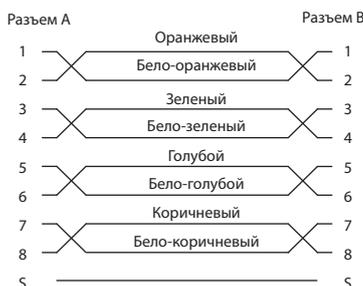 Разъем А
Разъем В
Оранжевый
1
1
Бело-оранжевый
2
2
Зеленый
3
3
Бело-зеленый
4
4
Голубой
5
5
Бело-голубой
6
6
Коричневый
7
7
Бело-коричневый
8
8
S
S